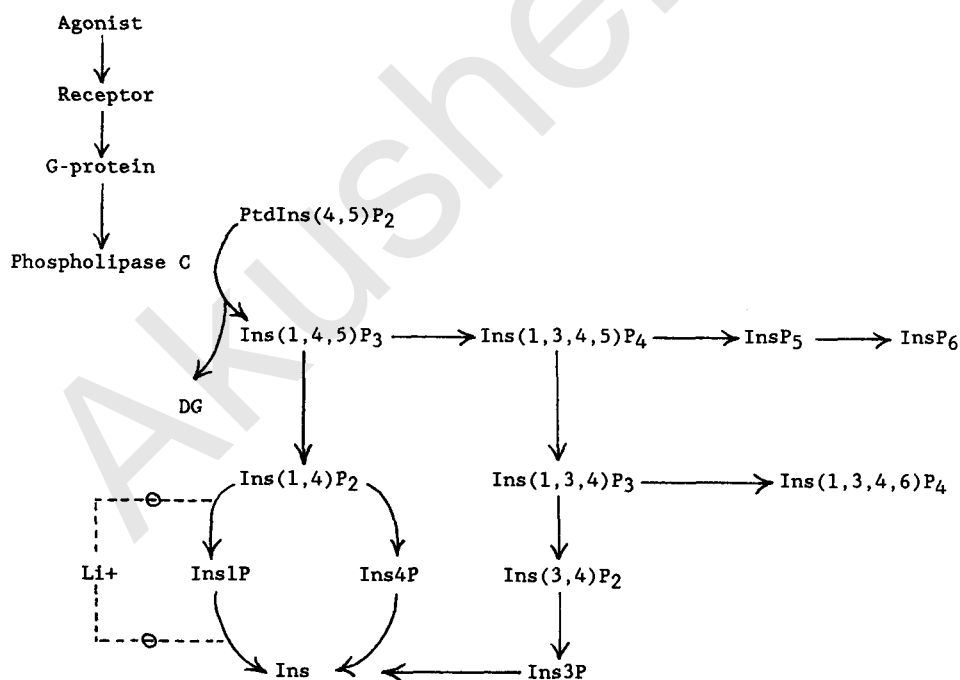 Agonist
Receptor
G-protein
PtdIns(4,5)P2
Phospholipase C
Ins(1,4,5)P3
Ins(1,3,4,5)P4
InsP5
InsP6
DG
Ins(1,4)P2
Ins(1,3,4)P3
Ins(1,3,4,6)P4
Li+
Ins1P
Ins4P
Ins(3,4)P2
Ins
Ins3P